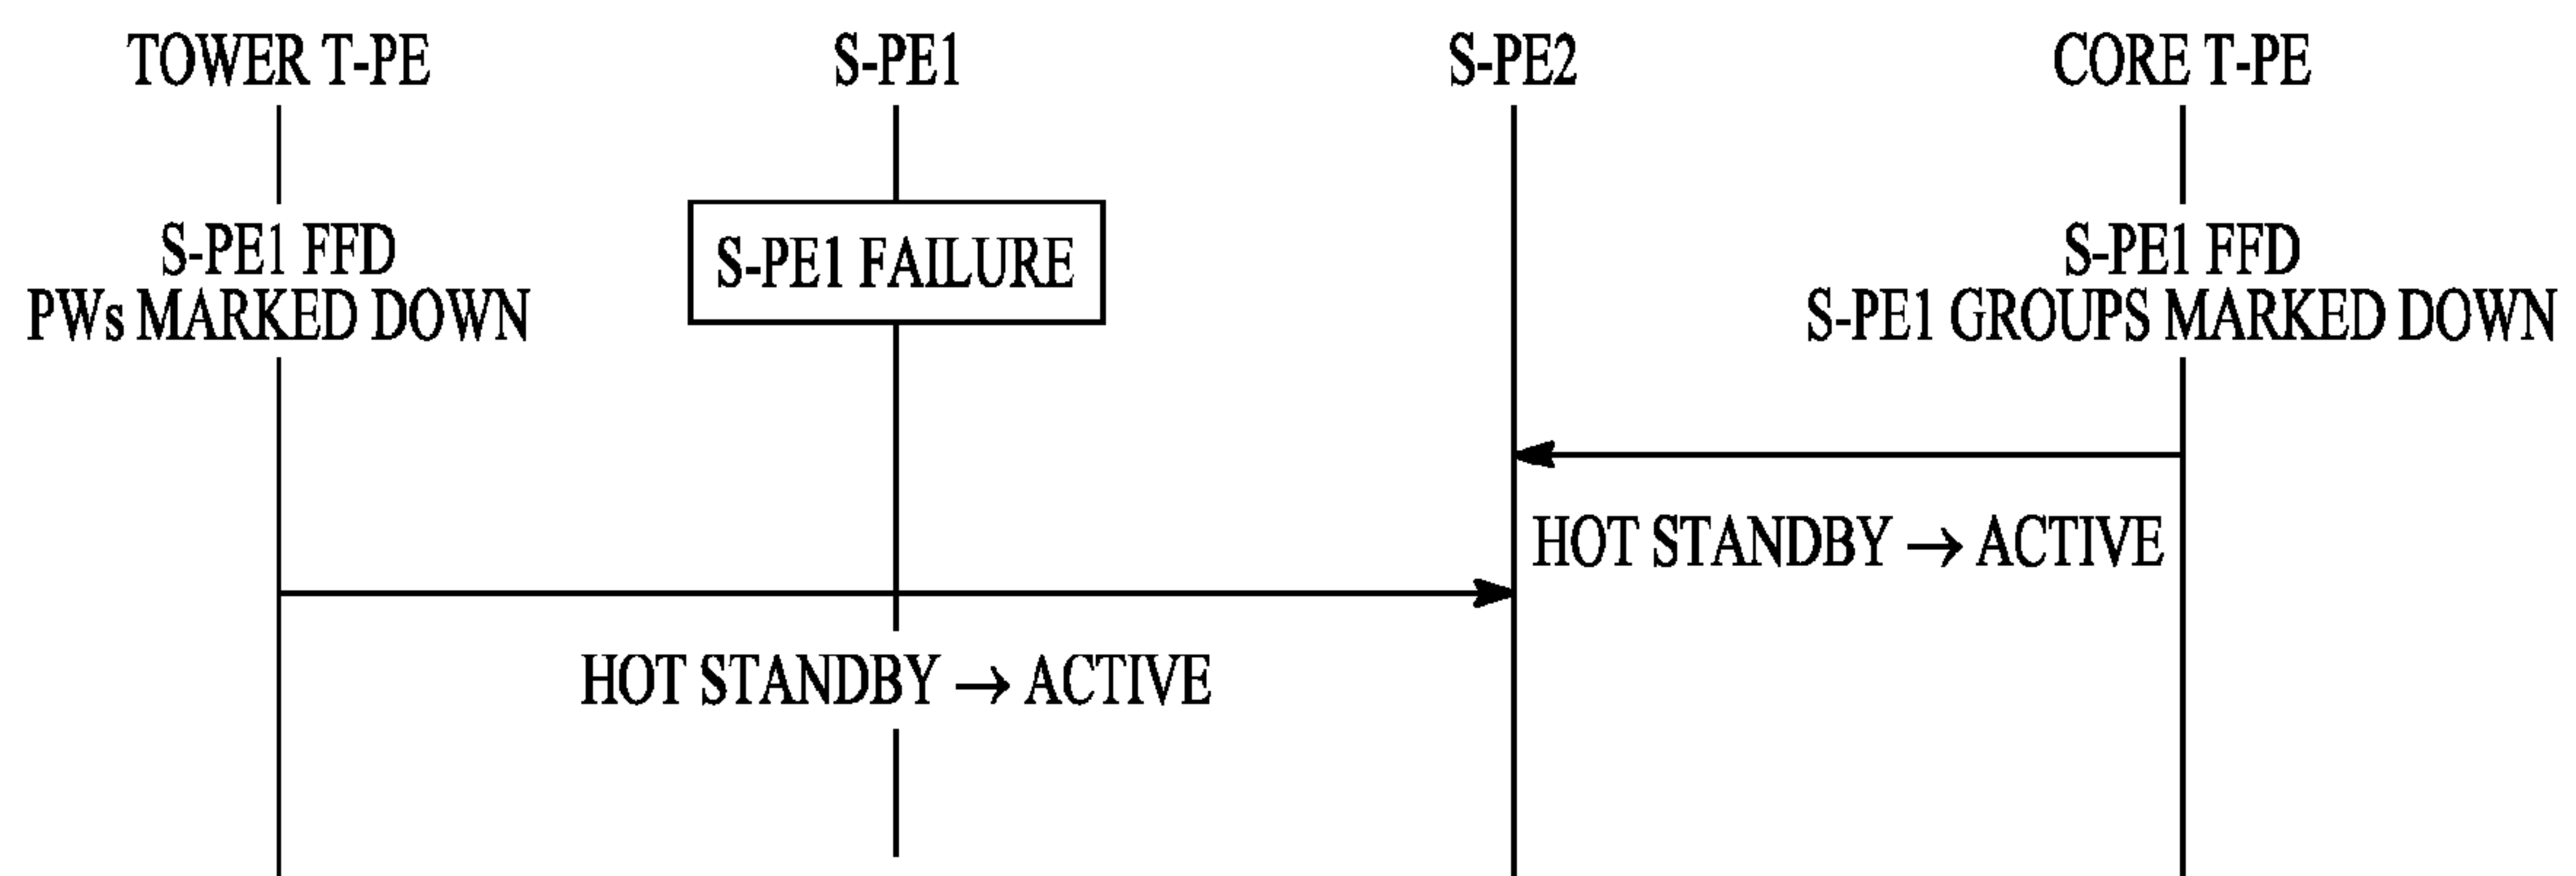 TOWER T-PE
S-PE1
S-PE2
CORE T-PE
S-PE1 FFD
PWs MARKED DOWN
S-PE1 FAILURE
S-PE1 FFD
S-PE1 GROUPS MARKED DOWN
HOT STANDBY → ACTIVE
HOT STANDBY → ACTIVE